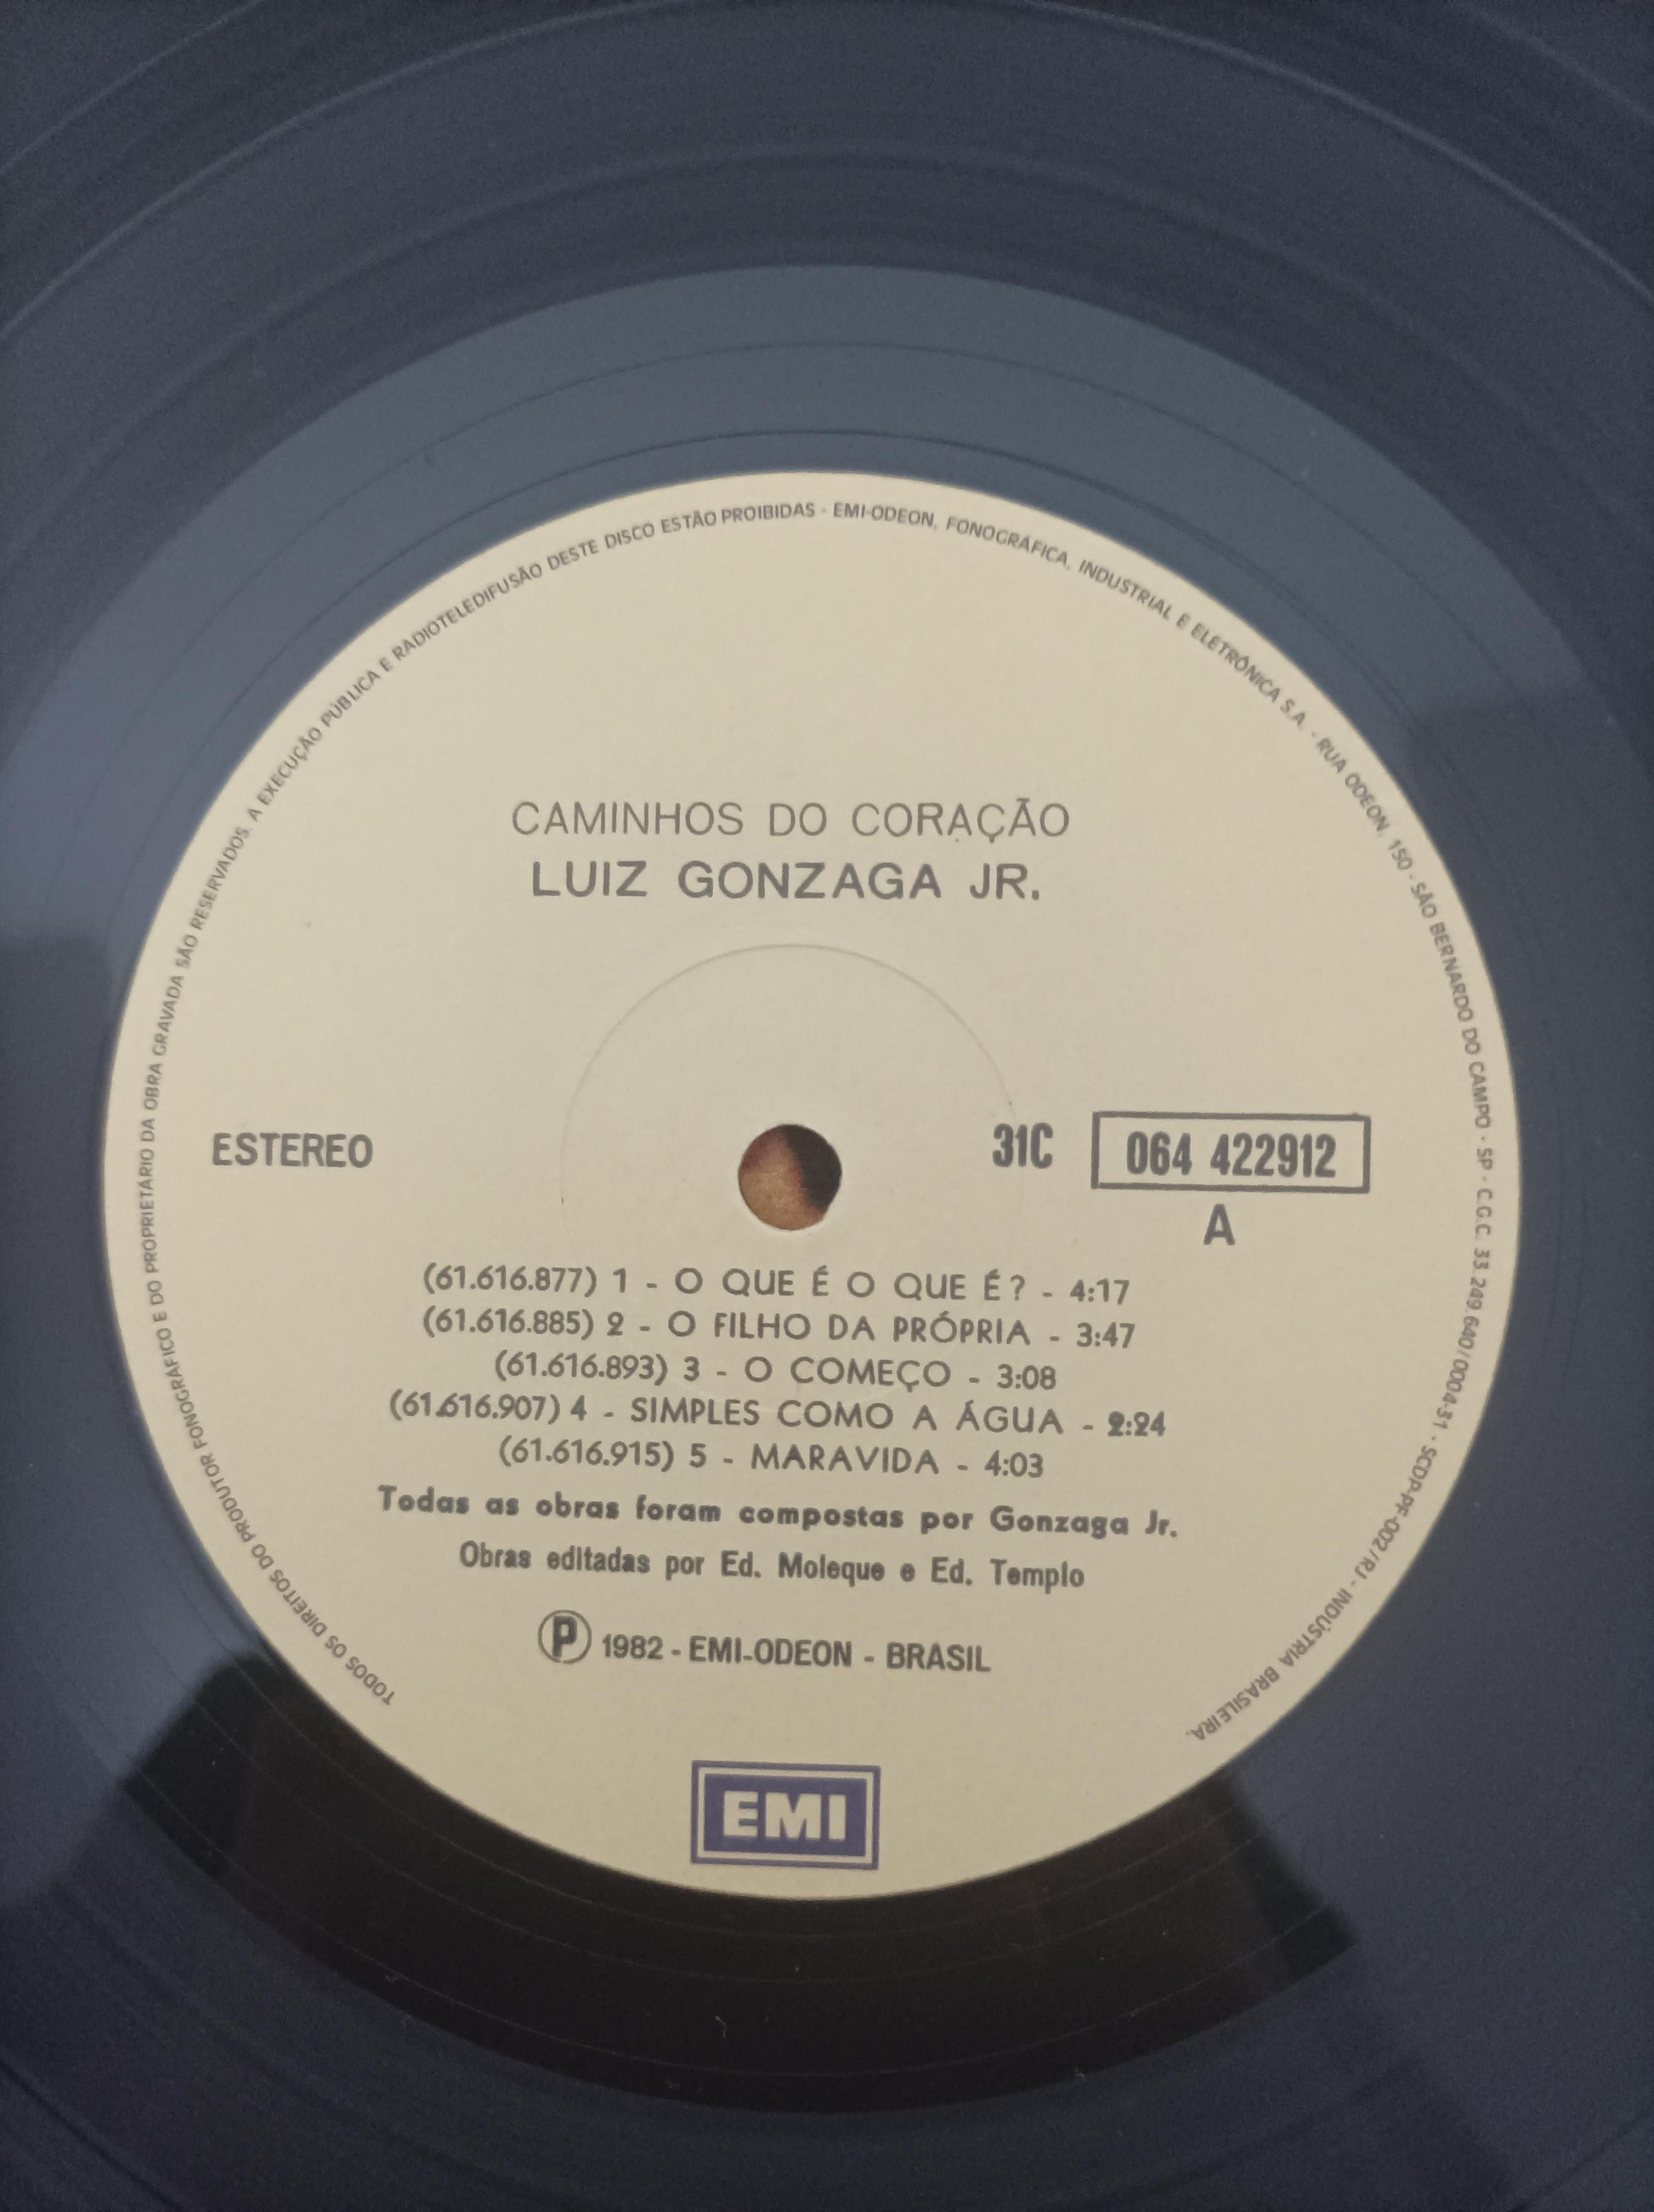 TODOS OS DIREITOS DO PRODUTOR FONOGRÁFICO E DO PROPRIETÁRIO DA OBRA GRAVADA SÃO RESERVADOS. A EXECUÇÃO PÚBLICA E RADIOTELEDIFUSÃO DESTE DISCO ESTÃO PROIBIDAS - EMI-ODEON, FONOGRÁFICA, INDUSTRIAL E ELETRÔNICA S.A. - RUA ODEON, 150 - SÃO BERNARDO DO CAMPO - SP - C.G.C. 33.249.640/0004-31 - SCDP-PF-002/RJ - INDÚSTRIA BRASILEIRA.
CAMINHOS DO CORAÇÃO
LUIZ GONZAGA JR.
ESTEREO
31C 064 422912
A
(61.616.877) 1 - O QUE É O QUE É? - 4:17
(61.616.885) 2 - O FILHO DA PRÓPRIA - 3:47
(61.616.893) 3 - O COMEÇO - 3:08
(61.616.907) 4 - SIMPLES COMO A ÁGUA - 2:24
(61.616.915) 5 - MARAVIDA - 4:03
Todas as obras foram compostas por Gonzaga Jr.
Obras editadas por Ed. Moleque e Ed. Templo
Ⓟ 1982 - EMI-ODEON - BRASIL
EMI